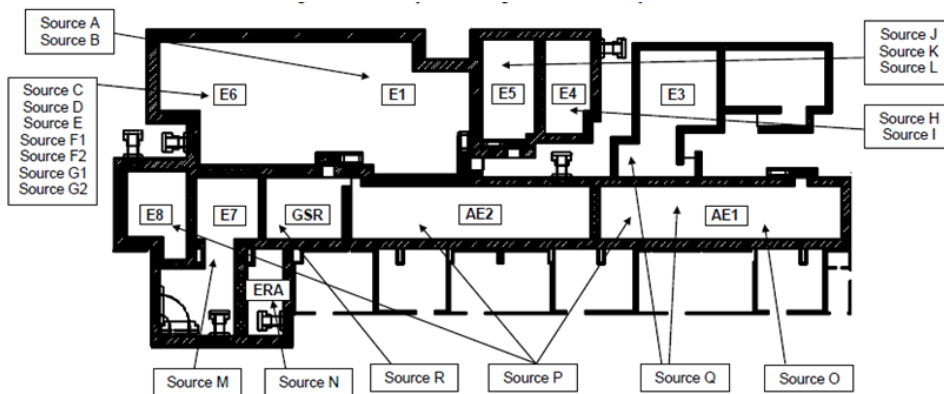 Source A
Source B
Source J
Source K
Source L
Source C
Source D
Source E
Source F1
Source F2
Source G1
Source G2
E6
E1
E5
E4
E3
Source H
Source I
E8
E7
GSR
AE2
AE1
ERA
Source M
Source N
Source R
Source P
Source Q
Source O